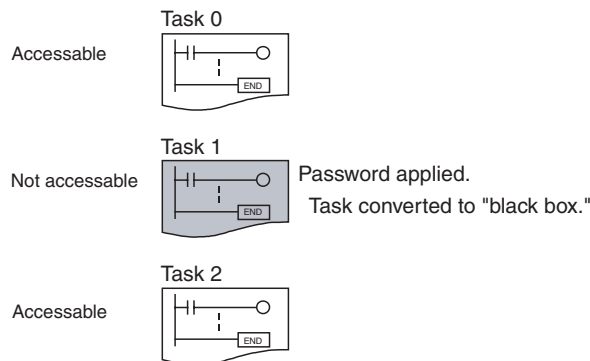 Task 0
Accessable
END
Task 1
Not accessable
Password applied.
END
Task converted to "black box."
Task 2
Accessable
END